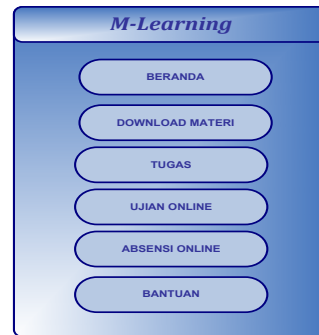 M-Learning
BERANDA
DOWNLOAD MATERI
TUGAS
UJIAN ONLINE
ABSENSI ONLINE
BANTUAN